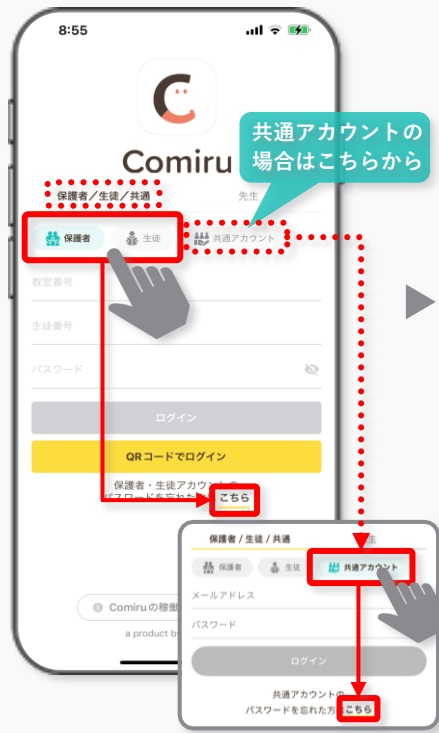 8:55
Comiru
共通アカウントの
場合はこちらから
保護者/生徒/共通
先生
保護者
生徒
共通アカウント
教室番号
生徒番号
パスワード
ログイン
QRコードでログイン
保護者・生徒アカウントの
パスワードを忘れた方は こちら
Comiruの稼働
a product b
保護者 / 生徒 / 共通
生
保護者
生徒
共通アカウント
メールアドレス
パスワード
ログイン
共通アカウントの
パスワードを忘れた方は こちら